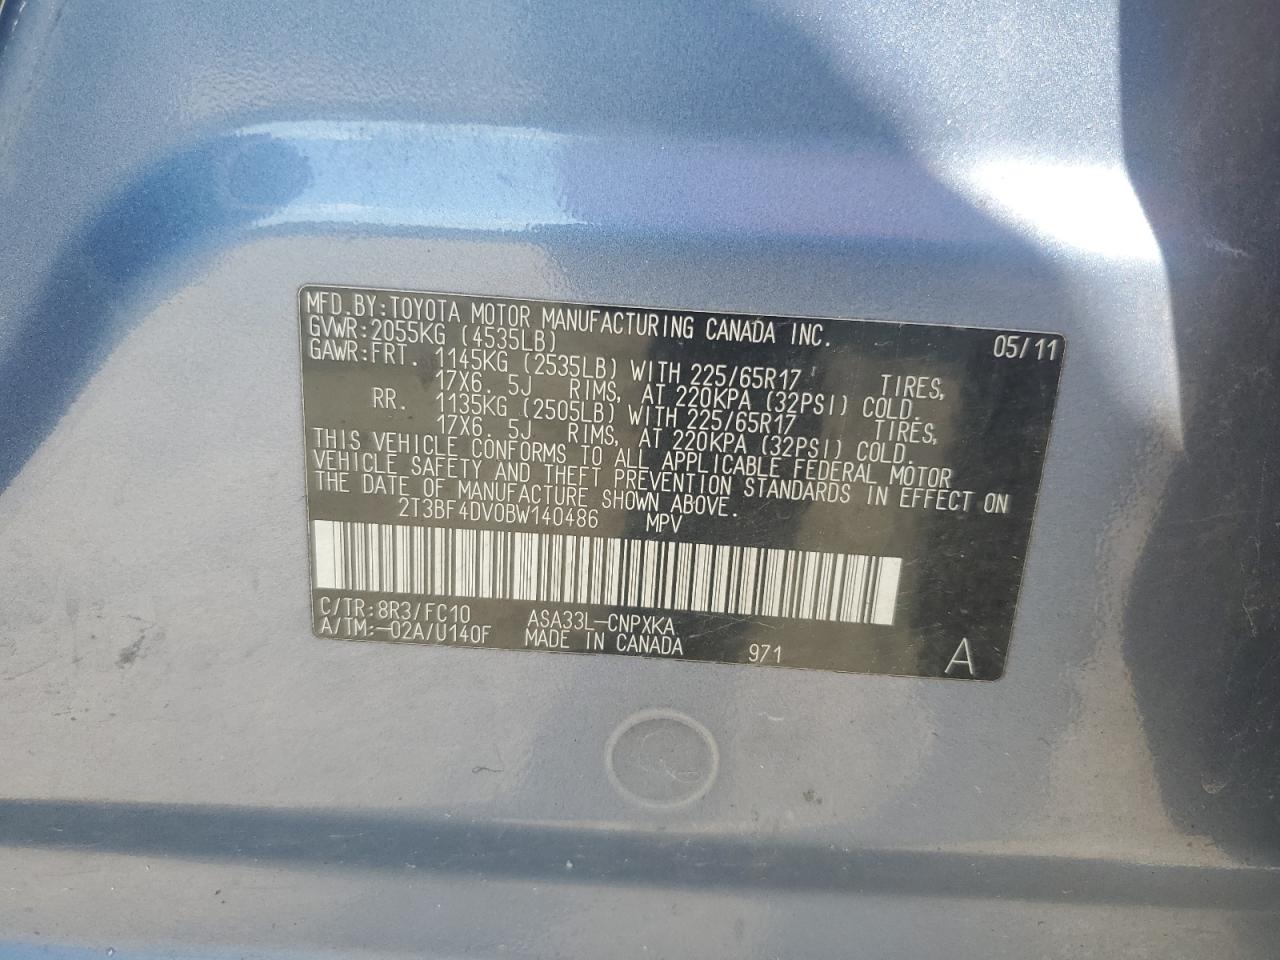 MFD.BY:TOYOTA MOTOR MANUFACTURING CANADA INC.
GVWR:2055KG (4535LB) 05/11
GAWR:FRT. 1145KG (2535LB) WITH 225/65R17 TIRES,
17X6.5J RIMS, AT 220KPA (32PSI) COLD.
RR. 1135KG (2505LB) WITH 225/65R17 TIRES,
17X6.5J RIMS, AT 220KPA (32PSI) COLD.
THIS VEHICLE CONFORMS TO ALL APPLICABLE FEDERAL MOTOR
VEHICLE SAFETY AND THEFT PREVENTION STANDARDS IN EFFECT ON
THE DATE OF MANUFACTURE SHOWN ABOVE.
2T3BF4DV0BW140486 MPV
C/TR:8R3/FC10 ASA33L-CNPXKA
A/TM:-02A/U140F MADE IN CANADA 971 A